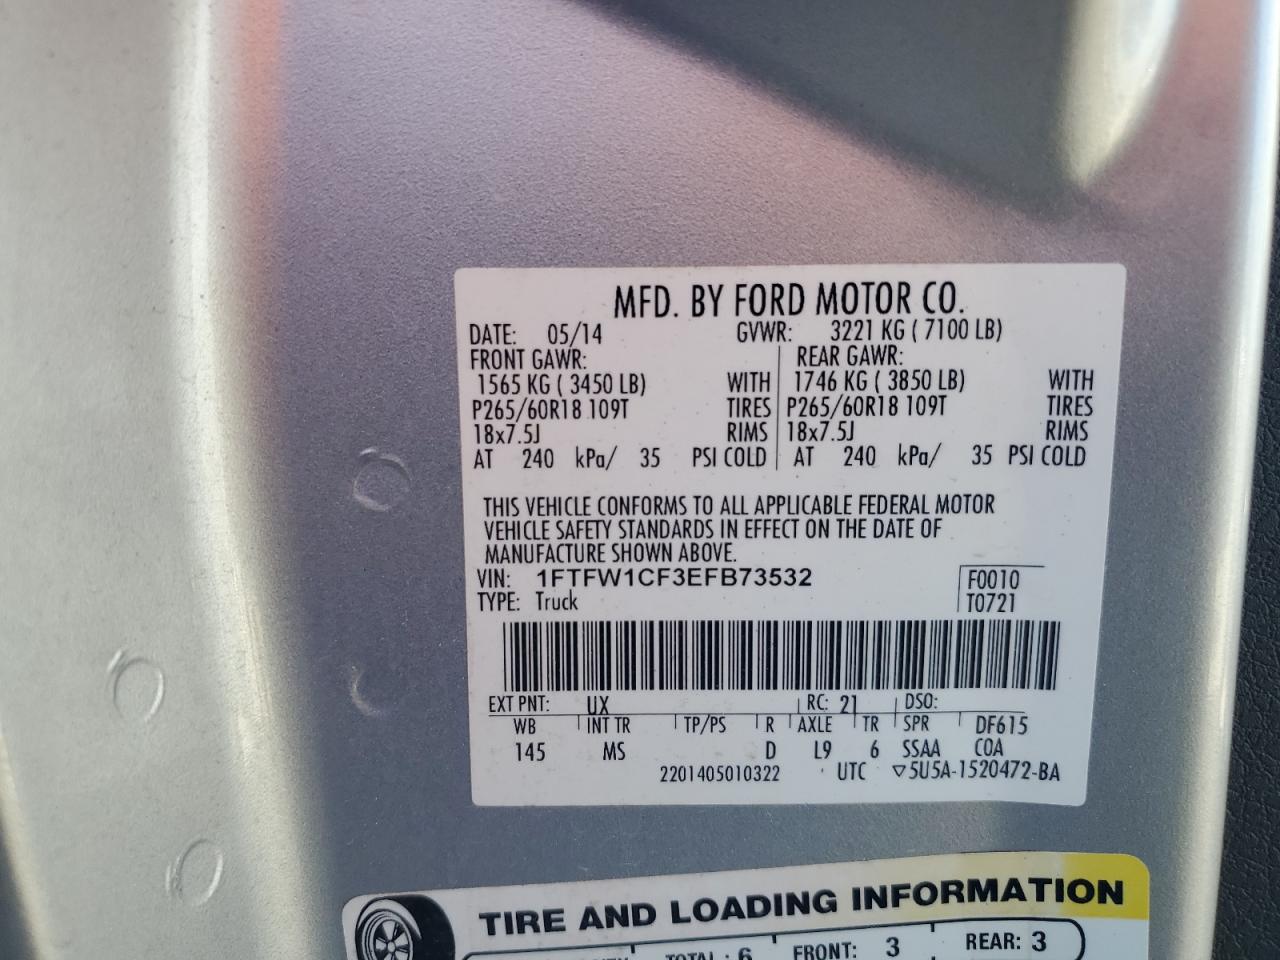 MFD. BY FORD MOTOR CO.
DATE: 05/14 GVWR: 3221 KG ( 7100 LB)
FRONT GAWR: REAR GAWR:
1565 KG ( 3450 LB) WITH 1746 KG ( 3850 LB) WITH
P265/60R18 109T TIRES P265/60R18 109T TIRES
18x7.5J RIMS 18x7.5J RIMS
AT 240 kPa/ 35 PSI COLD AT 240 kPa/ 35 PSI COLD
THIS VEHICLE CONFORMS TO ALL APPLICABLE FEDERAL MOTOR
VEHICLE SAFETY STANDARDS IN EFFECT ON THE DATE OF
MANUFACTURE SHOWN ABOVE.
VIN: 1FTFW1CF3EFB73532 F0010
TYPE: Truck T0721
EXT PNT: UX RC: 21 DSO:
WB INT TR TP/PS R AXLE TR SPR DF615
145 MS D L9 6 SSAA COA
2201405010322 UTC ▽5U5A-1520472-BA
TIRE AND LOADING INFORMATION
TOTAL: 6 FRONT: 3 REAR: 3